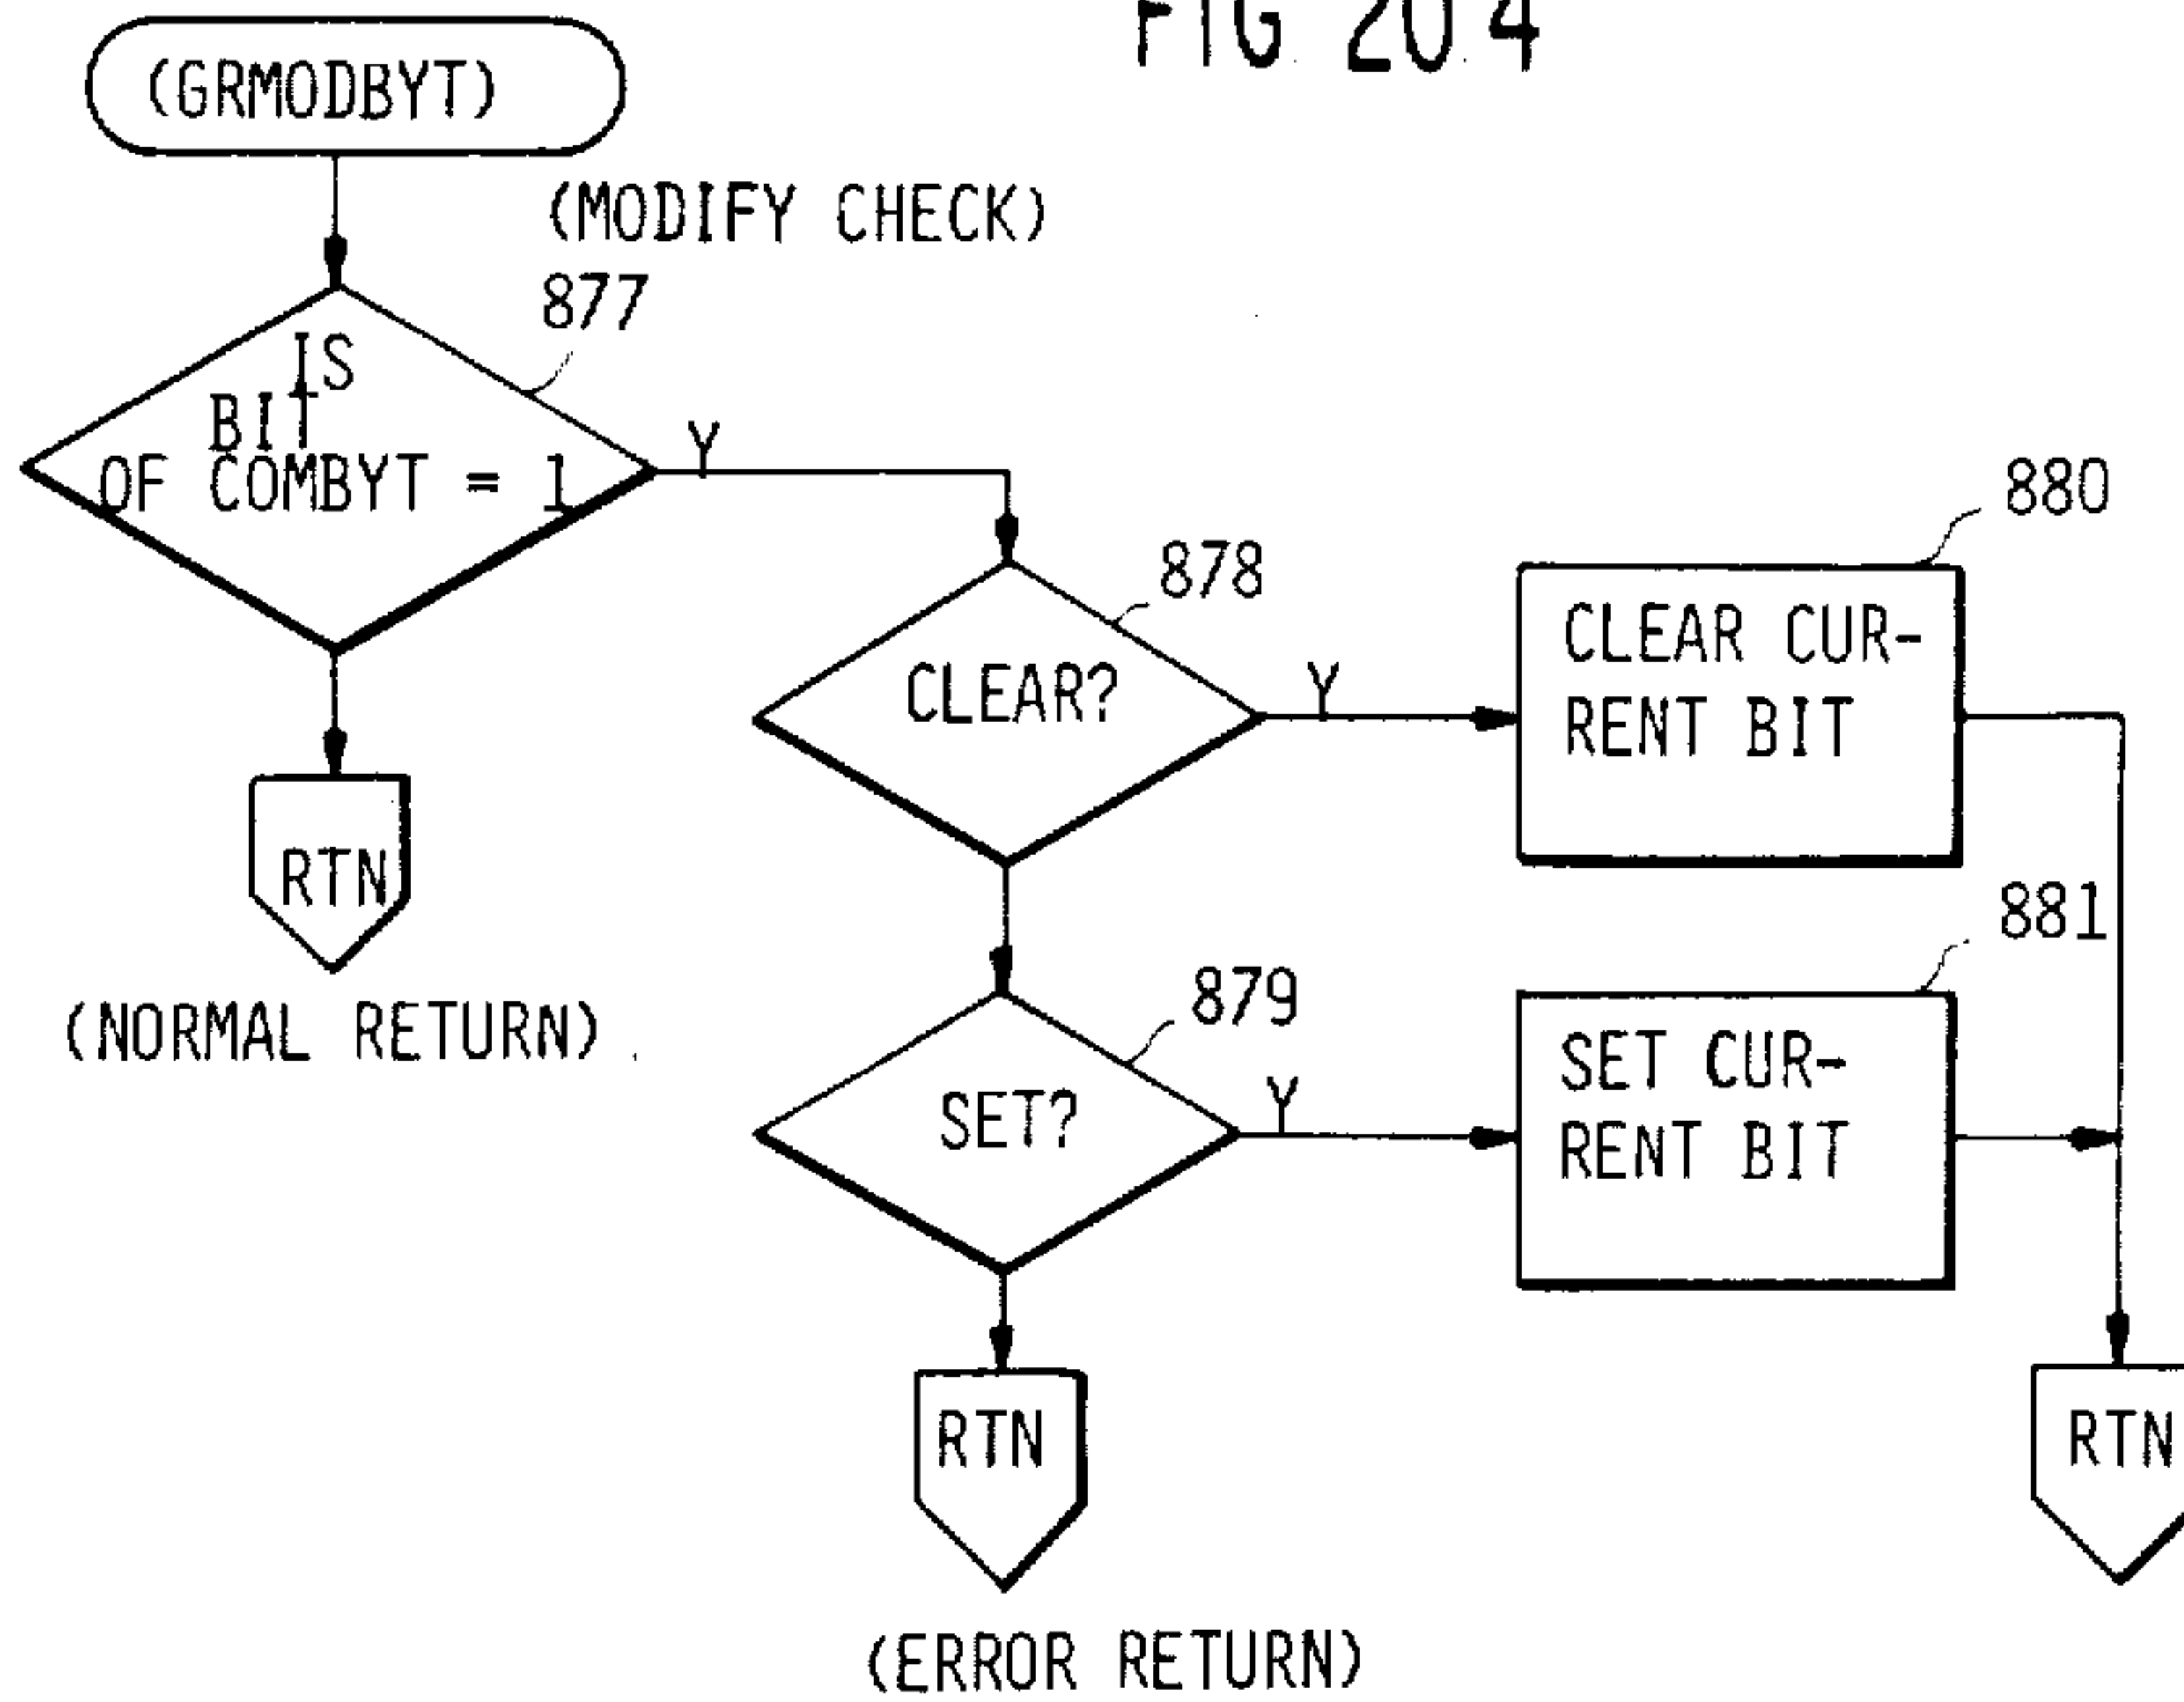 FIG. 20.4
(GRMODBYT)
(MODIFY CHECK)
877
IS
BIT
OF COMBYT = 1
Y
880
878
CLEAR?
Y
CLEAR CUR-
RENT BIT
RTN
881
(NORMAL RETURN)
879
SET?
Y
SET CUR-
RENT BIT
RTN
RTN
(ERROR RETURN)